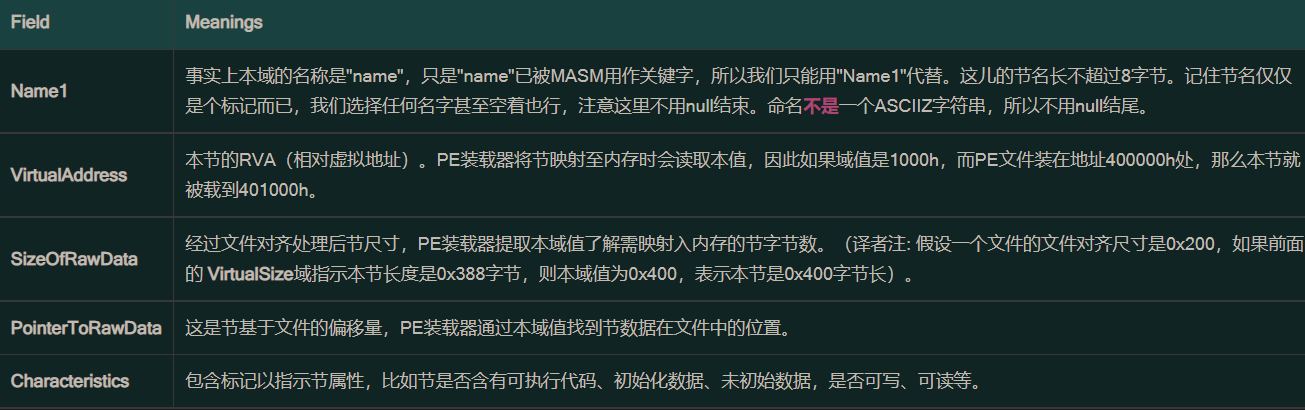 Field Meanings
事实上本域的名称是"name"，只是"name"已被MASM用作关键字，所以我们只能用"Name1"代替。这儿的节名长不超过8字节。记住节名仅仅
Name1
是个标记而已，我们选择任何名字甚至空着也行，注意这里不用null结束。命名不是一个ASCIIZ字符串，所以不用null结尾。
本节的RVA（相对虚拟地址）。PE装载器将节映射至内存时会读取本值，因此如果域值是1000h，而PE文件装在地址400000h处，那么本节就
VirtualAddress
被载到401000h。
经过文件对齐处理后节尺寸，PE装载器提取本域值了解需映射入内存的节字节数。（译者注: 假设一个文件的文件对齐尺寸是0x200，如果前面
SizeOfRawData
的 VirtualSize域指示本节长度是0x388字节，则本域值为0x400，表示本节是0x400字节长）。
PointerToRawData 这是节基于文件的偏移量，PE装载器通过本域值找到节数据在文件中的位置。
Characteristics 包含标记以指示节属性，比如节是否含有可执行代码、初始化数据、未初始数据，是否可写、可读等。